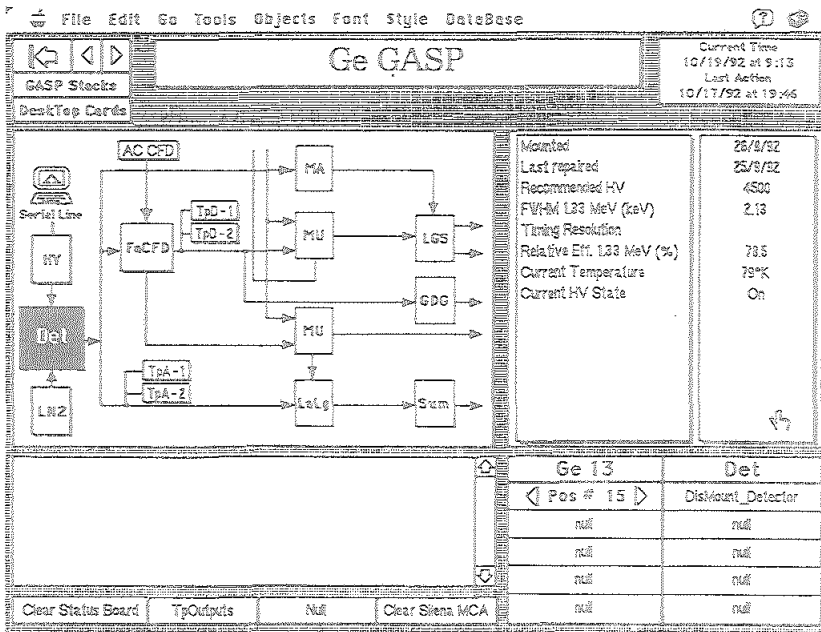 File Edit Go Tools Objects Font Style DataBase
Ge GASP
GASP Stacks
DeskTop Cards
Current Time
10/19/92 at 9:13
Last Action
10/17/92 at 19:46
AC CFD
Serial Line
HV
Det
LN2
FaCFD
TpD-1
TpD-2
TpA-1
TpA-2
MA
MU
MU
LGS
GDG
LaLg
Sum
Mounted 26/9/92
Last repaired 25/9/92
Recommended HV 4500
FWHM 1.33 MeV (keV) 2.13
Timing Resolution
Relative Eff. 1.33 MeV (%) 78.5
Current Temperature 79°K
Current HV State On
Ge 13 Det
Pos # 15 DisMount_Detector
null null
null null
null null
null null
Clear Status Board TpOutputs Null Clear Silena MCA